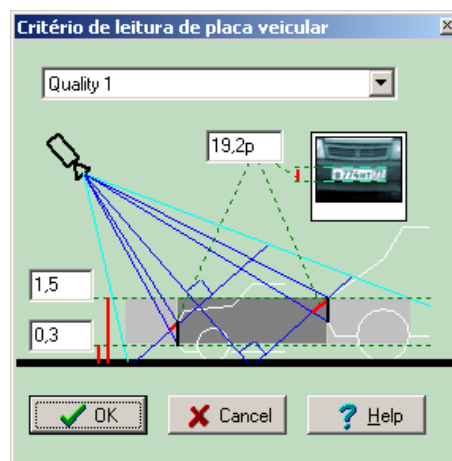 Critério de leitura de placa veicular
Quality 1
19,2p
1.5
0,3
OK
Cancel
Help